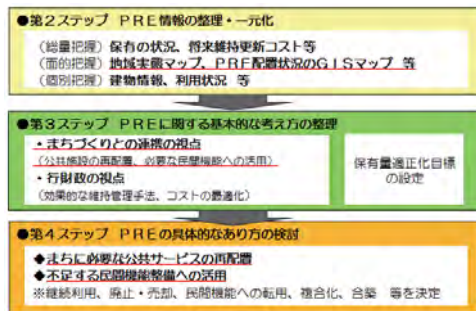 ●第2ステップ PRE情報の整理・一元化
(総量把握) 保有の状況、将来維持更新コスト等
(面的把握) 地域実態マップ、PRE配置状況のGISマップ 等
(個別把握) 建物情報、利用状況 等
●第3ステップ PREに関する基本的な考え方の整理
・まちづくりとの連携の視点
(公共施設の再配置、必要な民間機能への活用)
・行財政の視点
(効果的な維持管理手法、コストの最適化)
保有量適正化目標
の設定
●第4ステップ PREの具体的なあり方の検討
◆まちに必要な公共サービスの再配置
◆不足する民間機能整備への活用
※継続利用、廃止・売却、民間機能への転用、複合化、合築 等を決定